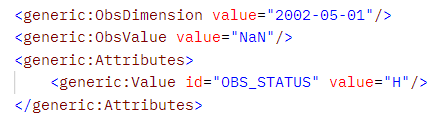 <generic:ObsDimension value="2002-05-01"/>
<generic:ObsValue value="NaN"/>
<generic:Attributes>
<generic:Value id="OBS_STATUS" value="H"/>
</generic:Attributes>